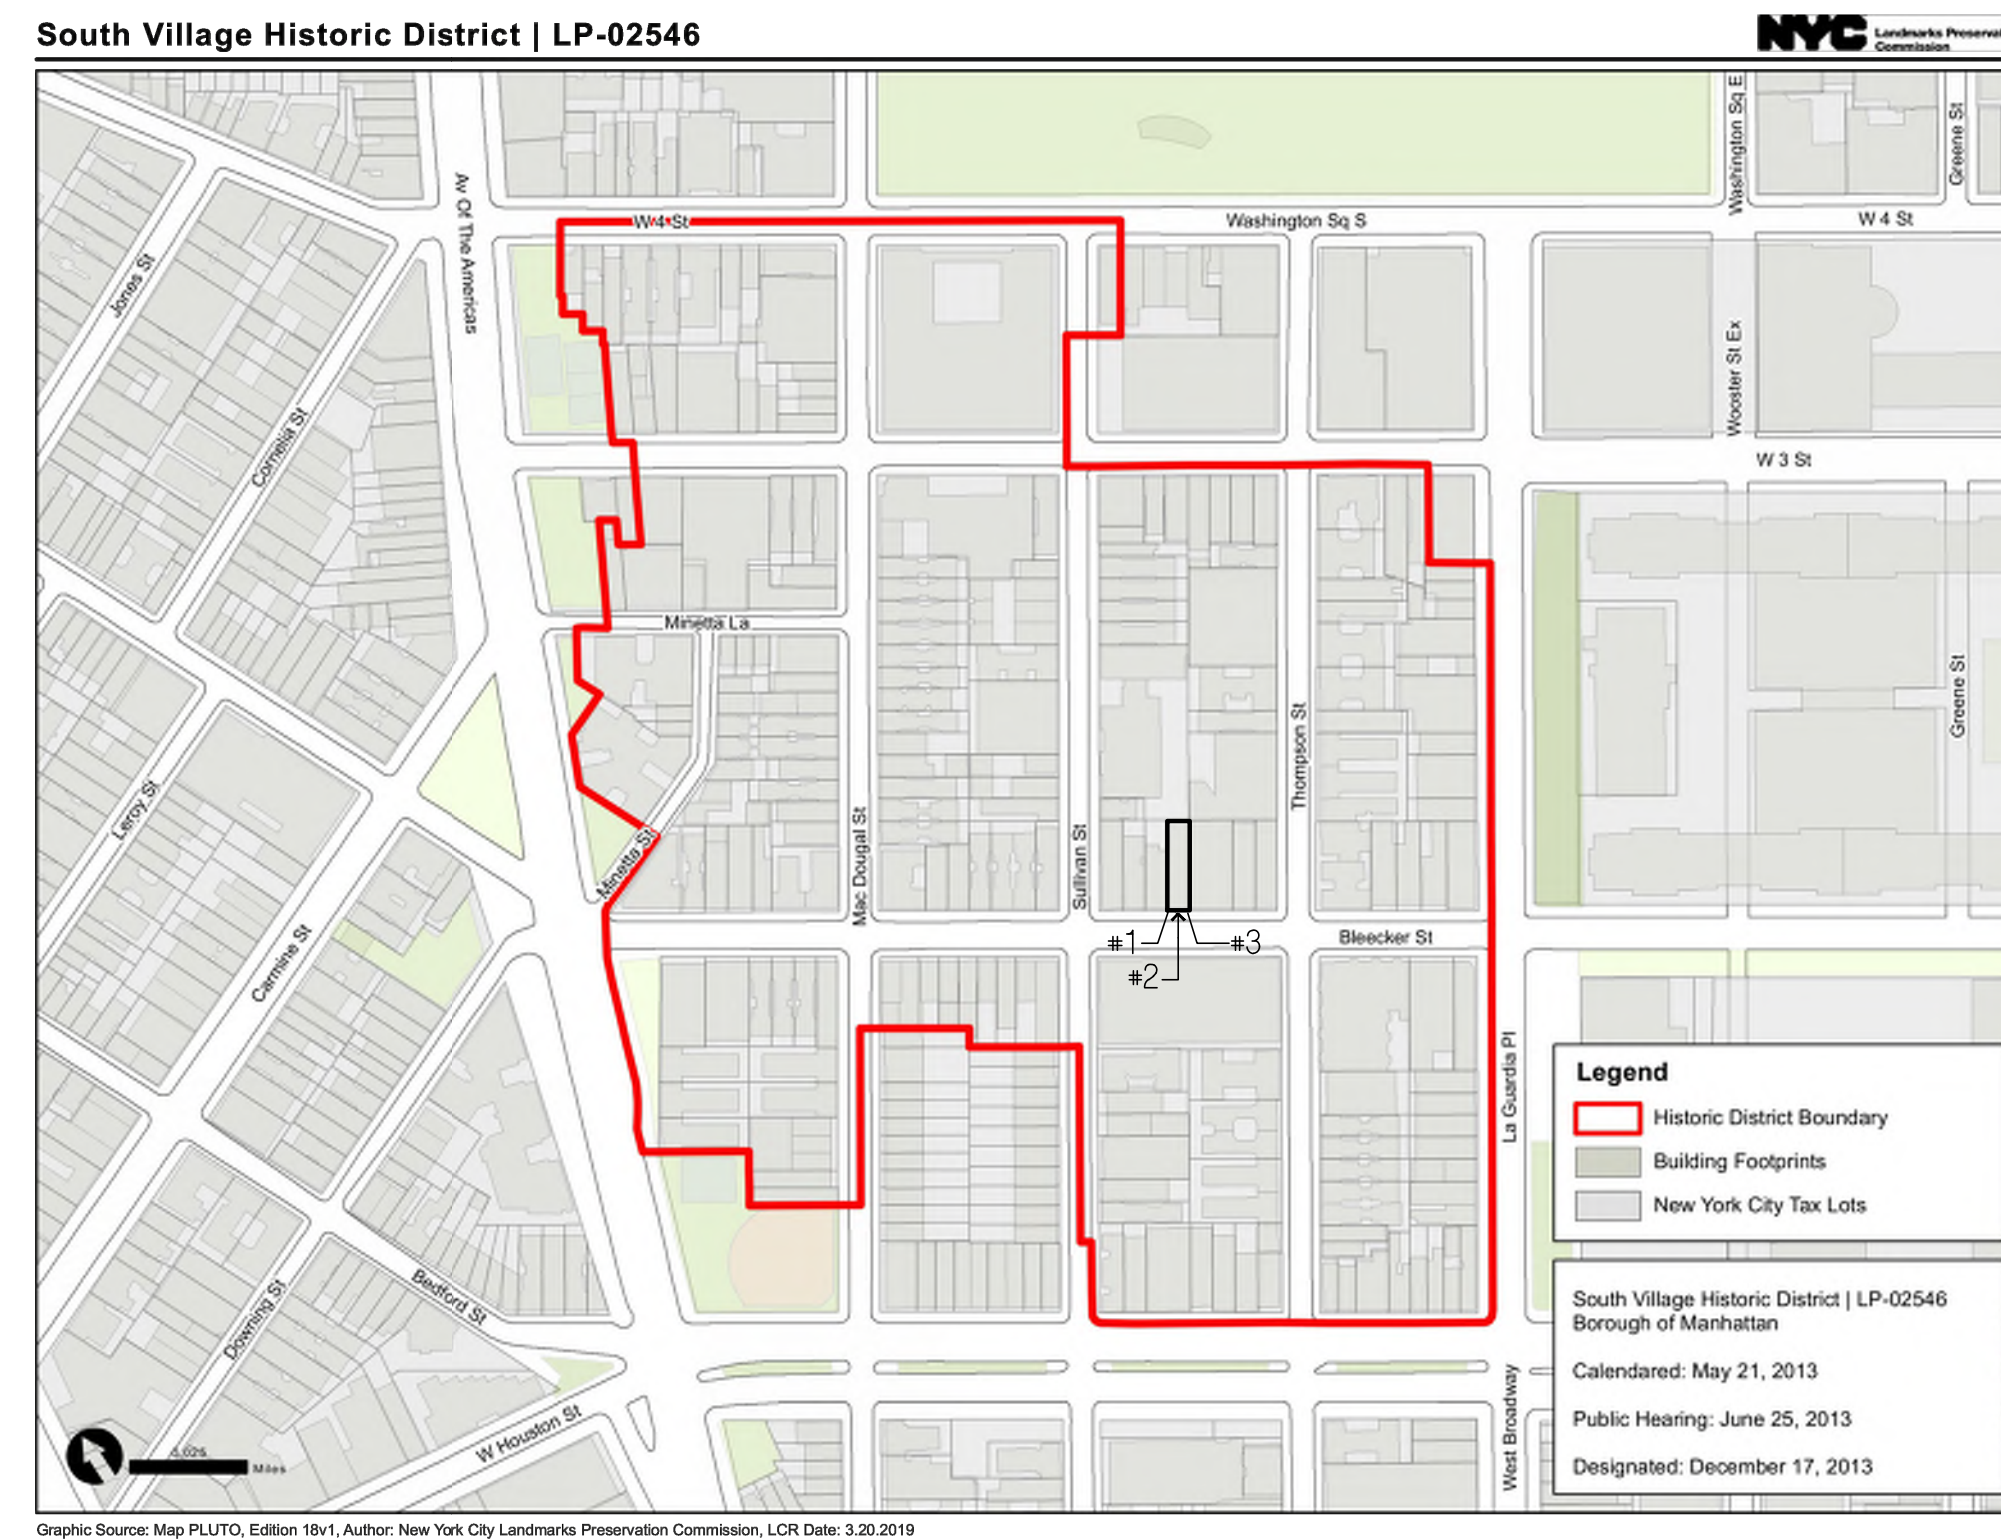 South Village Historic District | LP-02546
NYC
Landmarks Preserva
Commission
Washington Sq E
Greene St
Av Of The Americas
W 4 St
Washington Sq S
W 4 St
Jones St
Cornelia St
Wooster St Ex
W 3 St
Minetta La
Thompson St
Greene St
Leroy St
Minetta St
Mac Dougal St
Sullivan St
Carmine St
#1
#3
#2
Bleecker St
La Guardia Pl
Legend
Historic District Boundary
Building Footprints
New York City Tax Lots
Bedford St
Downing St
W Houston St
West Broadway
South Village Historic District | LP-02546
Borough of Manhattan
Calendared: May 21, 2013
Public Hearing: June 25, 2013
Designated: December 17, 2013
Miles
Graphic Source: Map PLUTO, Edition 18v1, Author: New York City Landmarks Preservation Commission, LCR Date: 3.20.2019